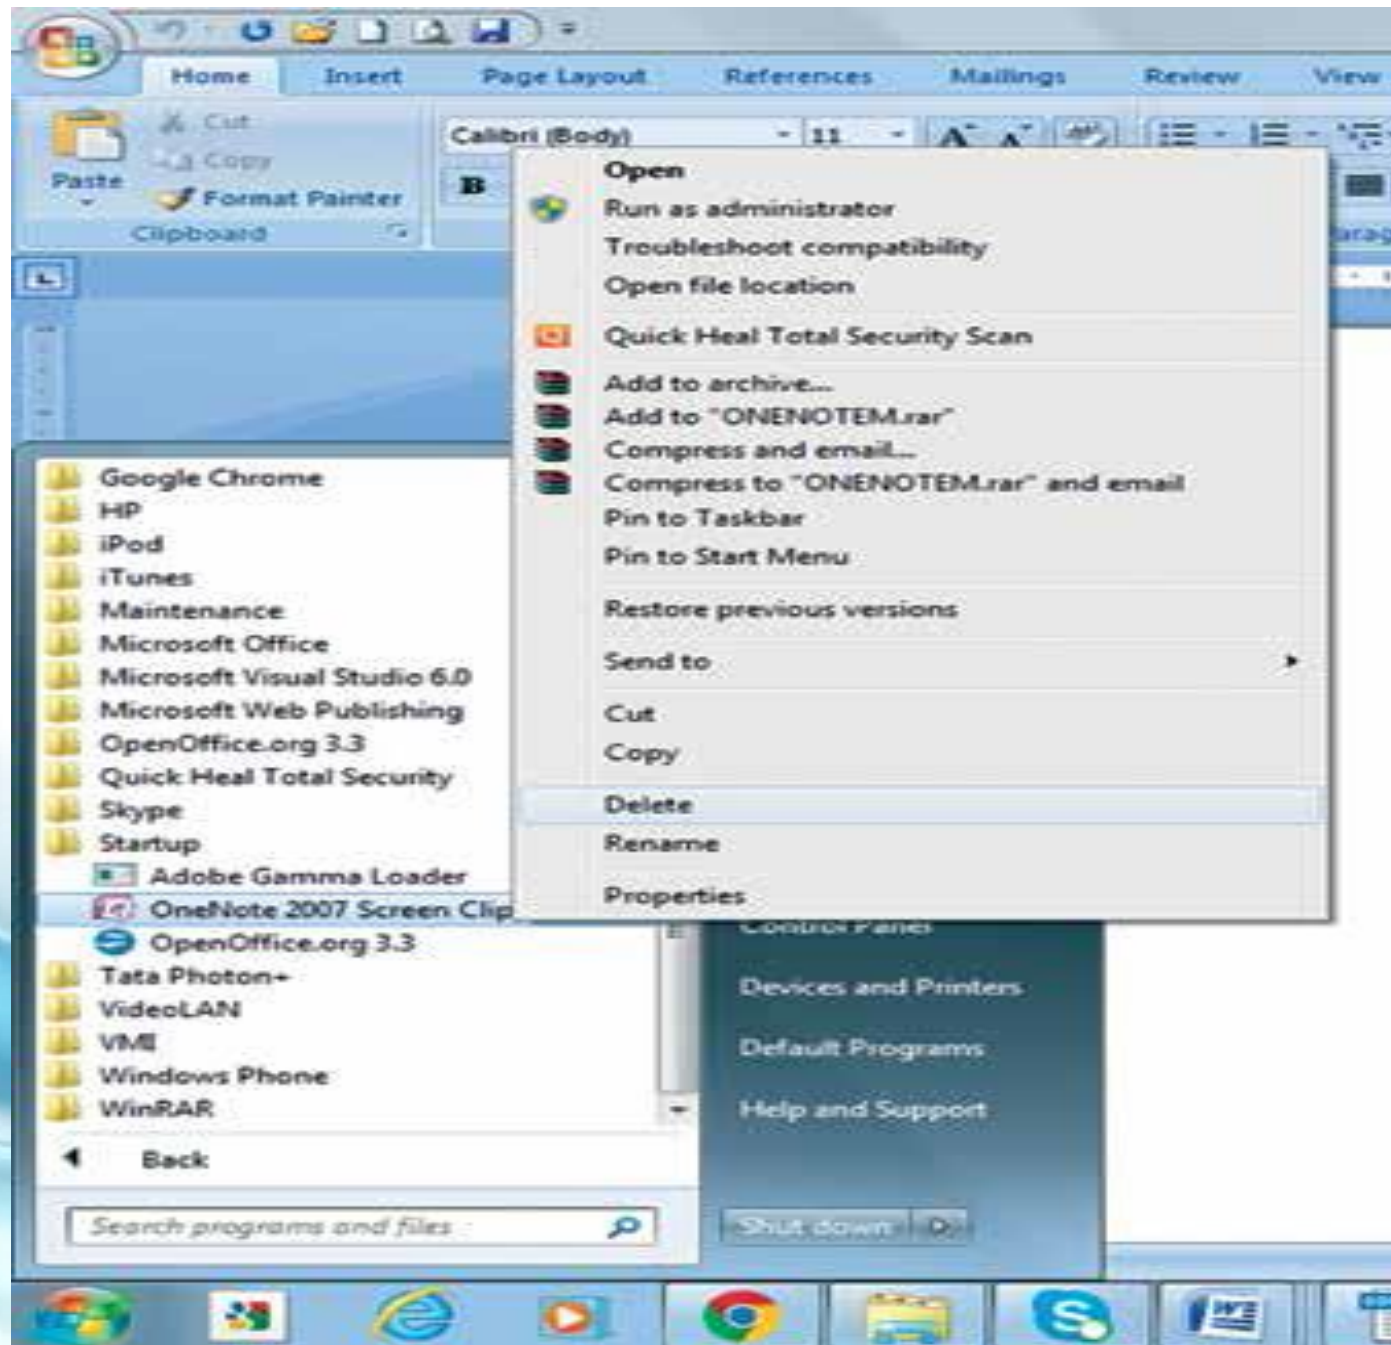 Home Insert Page Layout References Mailings Review View
Cut
Copy
Paste
Format Painter
Clipboard
Calibri (Body) 11
B
Open
Run as administrator
Troubleshoot compatibility
Open file location
Quick Heal Total Security Scan
Add to archive...
Add to "ONENOTEM.rar"
Compress and email...
Compress to "ONENOTEM.rar" and email
Pin to Taskbar
Pin to Start Menu
Restore previous versions
Send to
Cut
Copy
Delete
Rename
Properties
Google Chrome
HP
iPod
iTunes
Maintenance
Microsoft Office
Microsoft Visual Studio 6.0
Microsoft Web Publishing
OpenOffice.org 3.3
Quick Heal Total Security
Skype
Startup
Adobe Gamma Loader
OneNote 2007 Screen Clip
OpenOffice.org 3.3
Tata Photon+
VideoLAN
VMI
Windows Phone
WinRAR
Back
Search programs and files
Control Panel
Devices and Printers
Default Programs
Help and Support
Shut down